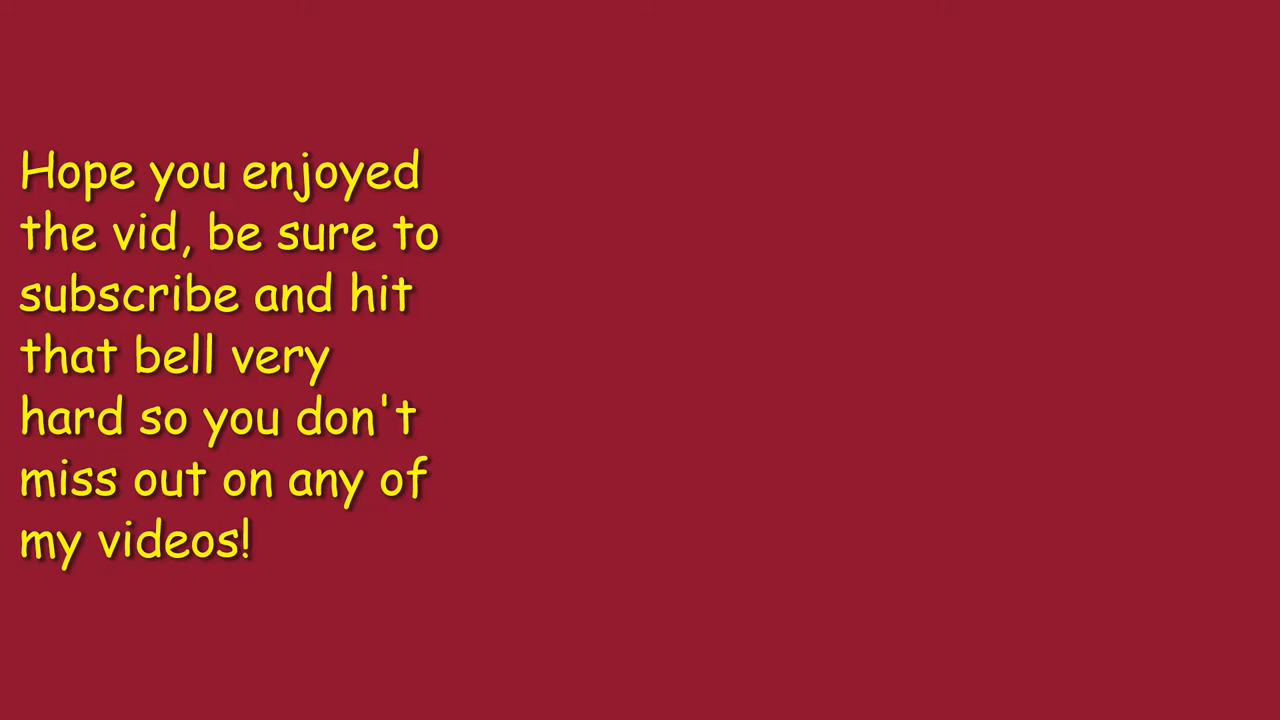 Hope you enjoyed
the vid, be sure to
subscribe and hit
that bell very
hard so you don't
miss out on any of
my videos!